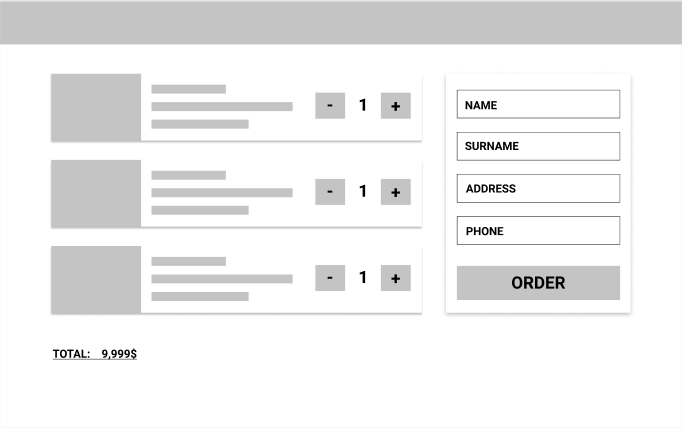 - 1 +
- 1 +
- 1 +
TOTAL: 9,999$
NAME
SURNAME
ADDRESS
PHONE
ORDER